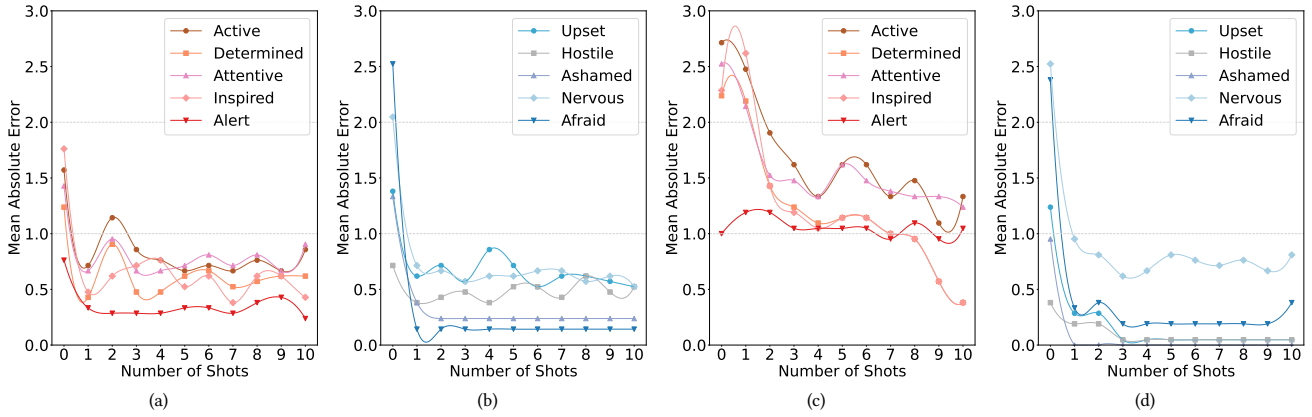 3.0
2.5
2.0
1.5
1.0
0.5
0.0
Mean Absolute Error
Active
Determined
Attentive
Inspired
Alert
0 1 2 3 4 5 6 7 8 9 10
Number of Shots
(a)
3.0
2.5
2.0
1.5
1.0
0.5
0.0
Mean Absolute Error
Upset
Hostile
Ashamed
Nervous
Afraid
0 1 2 3 4 5 6 7 8 9 10
Number of Shots
(b)
3.0
2.5
2.0
1.5
1.0
0.5
0.0
Mean Absolute Error
Active
Determined
Attentive
Inspired
Alert
0 1 2 3 4 5 6 7 8 9 10
Number of Shots
(c)
3.0
2.5
2.0
1.5
1.0
0.5
0.0
Mean Absolute Error
Upset
Hostile
Ashamed
Nervous
Afraid
0 1 2 3 4 5 6 7 8 9 10
Number of Shots
(d)